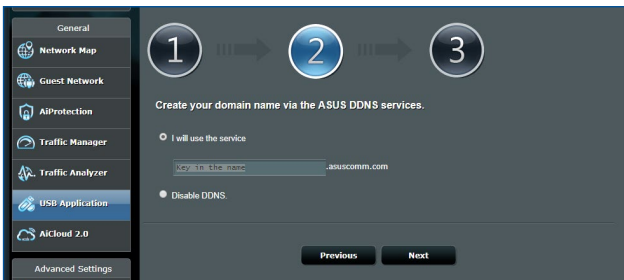 General
Network Map
Guest Network
AiProtection
Traffic Manager
Traffic Analyzer
USB Application
AiCloud 2.0
Advanced Settings
1
2
3
Create your domain name via the ASUS DDNS services.
I will use the service
Key in the name .asuscomm.com
Disable DDNS.
Previous Next